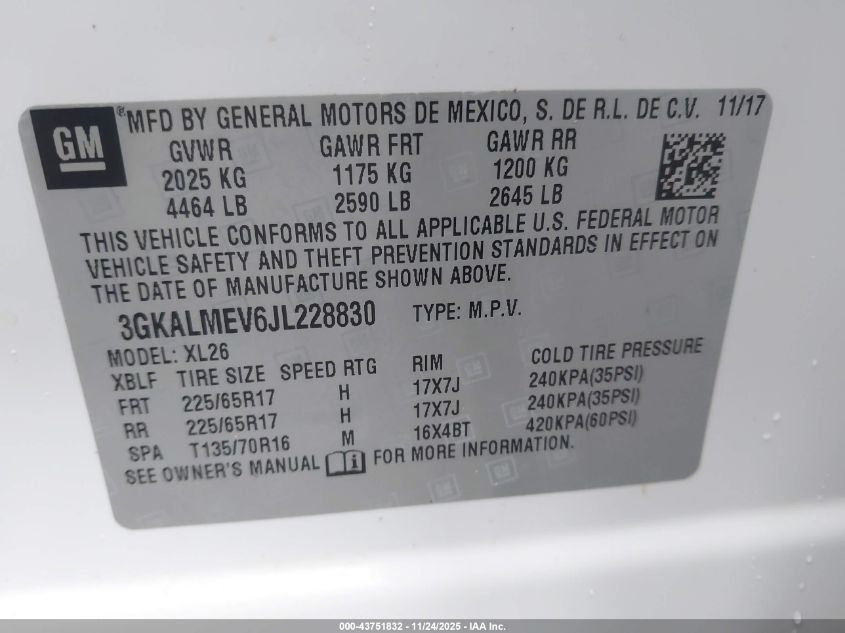 GM
® MFD BY GENERAL MOTORS DE MEXICO, S. DE R.L. DE C.V. 11/17
GVWR GAWR FRT GAWR RR
2025 KG 1175 KG 1200 KG
4464 LB 2590 LB 2645 LB
THIS VEHICLE CONFORMS TO ALL APPLICABLE U.S. FEDERAL MOTOR
VEHICLE SAFETY AND THEFT PREVENTION STANDARDS IN EFFECT ON
THE DATE OF MANUFACTURE SHOWN ABOVE.
3GKALMEV6JL228830 TYPE: M.P.V.
MODEL: XL26
XBLF TIRE SIZE SPEED RTG RIM COLD TIRE PRESSURE
FRT 225/65R17 H 17X7J 240KPA(35PSI)
RR 225/65R17 H 17X7J 240KPA(35PSI)
SPA T135/70R16 M 16X4BT 420KPA(60PSI)
SEE OWNER'S MANUAL i FOR MORE INFORMATION.
000-43751832 - 11/24/2025 - IAA Inc.